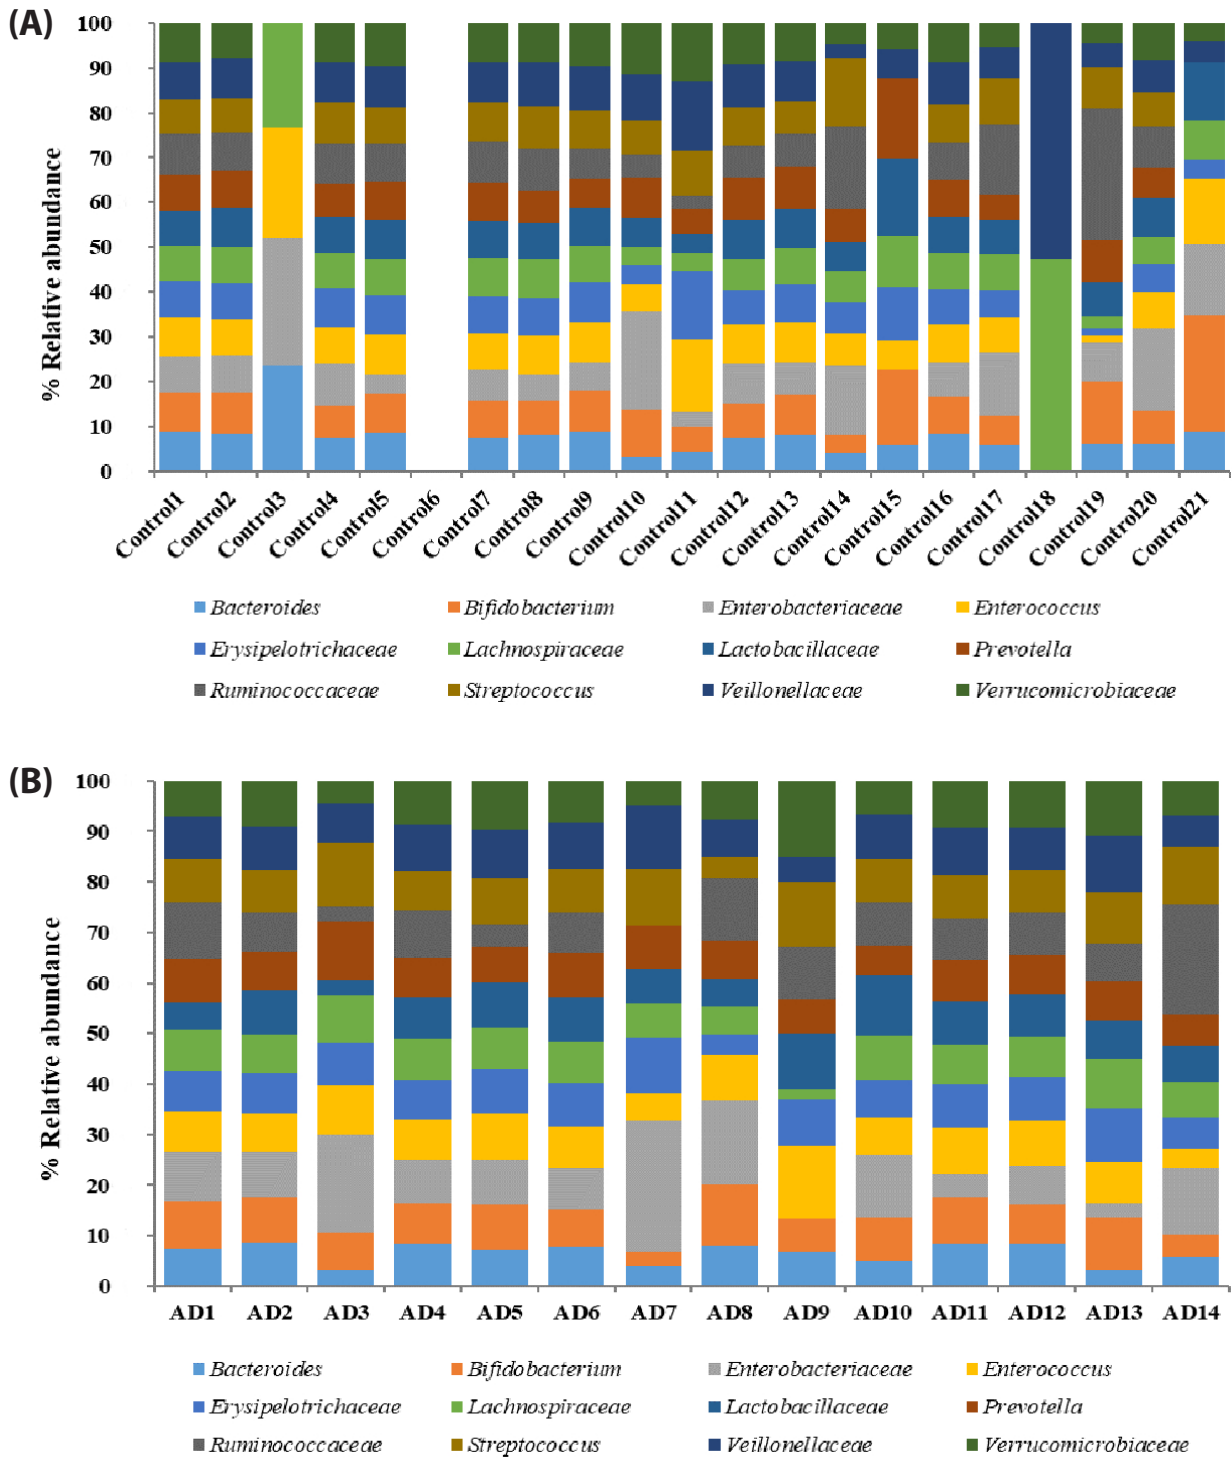 (A)
% Relative abundance
100
90
80
70
60
50
40
30
20
10
0
Control1 Control2 Control3 Control4 Control5 Control6 Control7 Control8 Control9 Control10 Control11 Control12 Control13 Control14 Control15 Control16 Control17 Control18 Control19 Control20 Control21
Bacteroides Bifidobacterium Enterobacteriaceae Enterococcus
Erysipelotrichaceae Lachnospiraceae Lactobacillaceae Prevotella
Ruminococcaceae Streptococcus Veillonellaceae Verrucomicrobiaceae
(B)
% Relative abundance
100
90
80
70
60
50
40
30
20
10
0
AD1 AD2 AD3 AD4 AD5 AD6 AD7 AD8 AD9 AD10 AD11 AD12 AD13 AD14
Bacteroides Bifidobacterium Enterobacteriaceae Enterococcus
Erysipelotrichaceae Lachnospiraceae Lactobacillaceae Prevotella
Ruminococcaceae Streptococcus Veillonellaceae Verrucomicrobiaceae